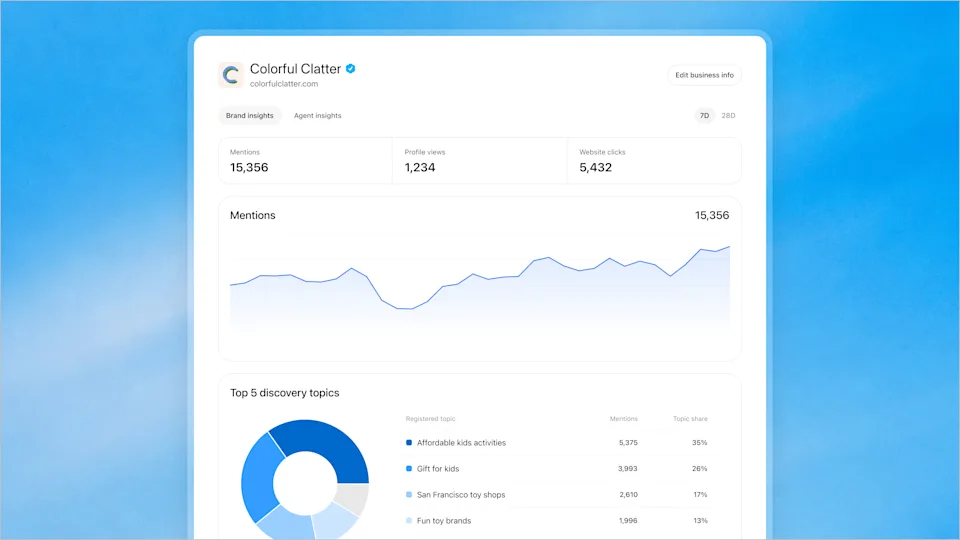 Colorful Clatter
colorfulclatter.com
Edit business info
Brand insights
Agent insights
7D
28D
Mentions
15,356
Profile views
1,234
Website clicks
5,432
Mentions
15,356
Top 5 discovery topics
Registered topic
Mentions
Topic share
Affordable kids activities
5,375
35%
Gift for kids
3,993
26%
San Francisco toy shops
2,610
17%
Fun toy brands
1,996
13%